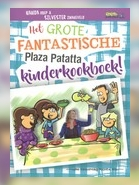 SILVESTER
Het GROTE
FANTASTISCHE
Plaza Patatta
kinderkookboek!